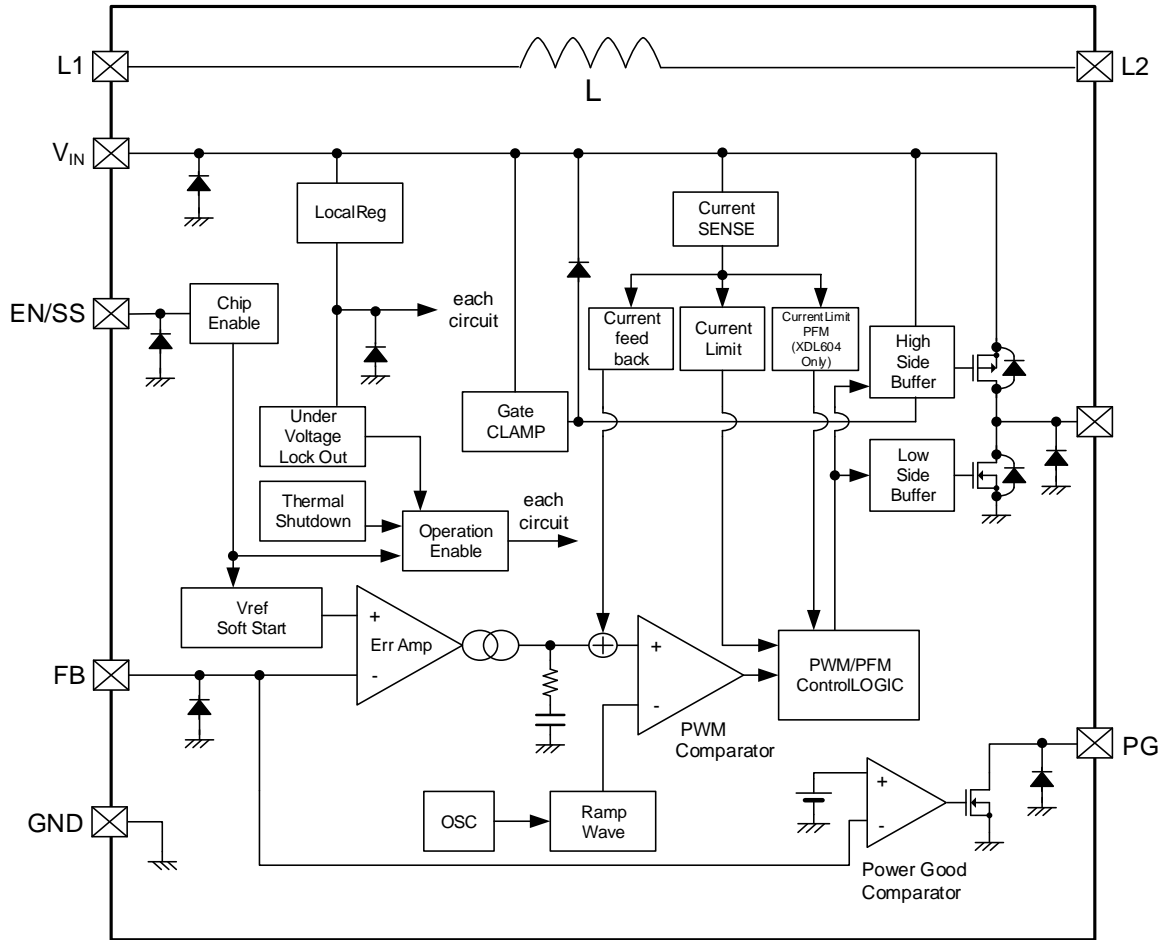 L1
L2
L
VIN
LocalReg
Current
SENSE
EN/SS
Chip
Enable
each
circuit
Current
feed
back
Current
Limit
CurrentLimit
PFM
(XDL604
Only)
High
Side
Buffer
Under
Voltage
Lock Out
Gate
CLAMP
Low
Side
Buffer
Thermal
Shutdown
Operation
Enable
each
circuit
Vref
Soft Start
+
Err Amp
-
+
-
PWM
Comparator
PWM/PFM
ControlLOGIC
FB
PG
GND
OSC
Ramp
Wave
+
-
Power Good
Comparator